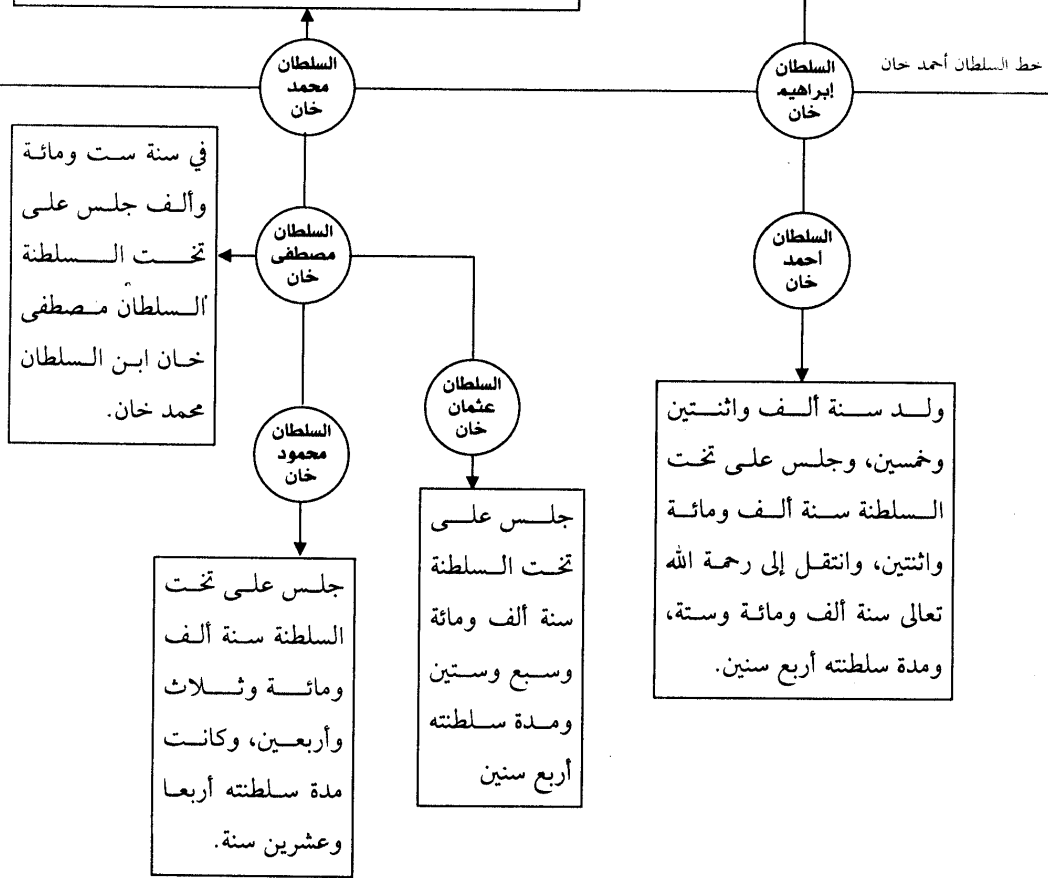 خط السلطان أحمد خان
السلطان
إبراهيم
خان
السلطان
محمد
خان
السلطان
أحمد
خان
ولد سنة ألف واثنتين
وخمسين، وجلس على تخت
السلطنة سنة ألف ومائة
واثنتين، وانتقل إلى رحمة الله
تعالى سنة ألف ومائة وستة،
ومدة سلطنته أربع سنين.
السلطان
مصطفى
خان
في سنة ست ومائة
وألف جلس على
تخت السلطنة
السلطان مصطفى
خان ابن السلطان
محمد خان.
السلطان
عثمان
خان
جلس على
تخت السلطنة
سنة ألف ومائة
وسبع وستين
ومدة سلطنته
أربع سنين
السلطان
محمود
خان
جلس على تخت
السلطنة سنة ألف
ومائة وثلاث
وأربعين، وكانت
مدة سلطنته أربعا
وعشرين سنة.